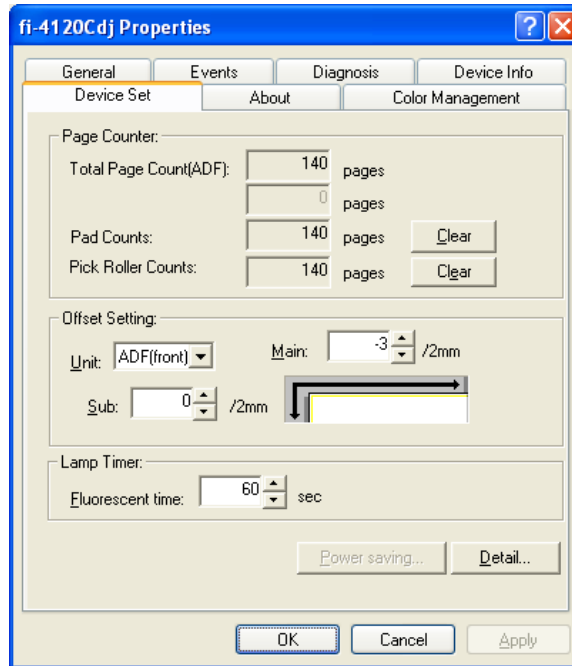 fi-4120Cdj Properties
General Events Diagnosis Device Info
Device Set About Color Management
Page Counter:
Total Page Count(ADF): 140 pages
0 pages
Pad Counts: 140 pages Clear
Pick Roller Counts: 140 pages Clear
Offset Setting:
Unit: ADF(front) Main: -3 /2mm
Sub: 0 /2mm
Lamp Timer:
Fluorescent time: 60 sec
Power saving... Detail...
OK Cancel Apply